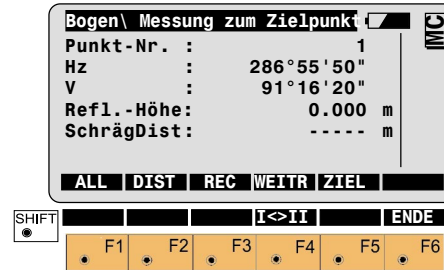 Bogen\ Messung zum Zielpunkt
MC
Punkt-Nr. : 1
Hz : 286°55'50"
V : 91°16'20"
Refl.-Höhe: 0.000 m
SchrägDist: ----- m
ALL DIST REC WEITR ZIEL
SHIFT I<>II ENDE
F1 F2 F3 F4 F5 F6